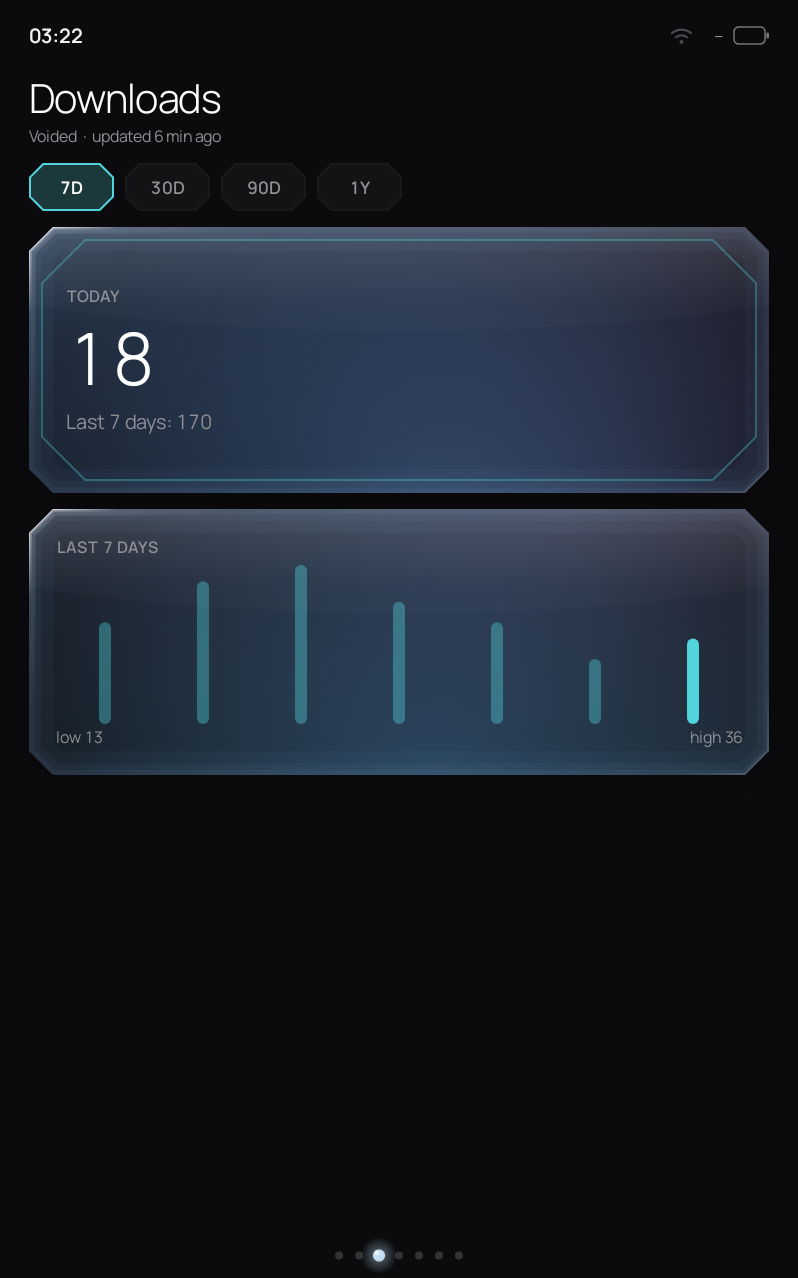 03:22 –
Downloads
Voided · updated 6 min ago
7D 30D 90D 1Y
TODAY
18
Last 7 days: 170
LAST 7 DAYS
low 13 high 36